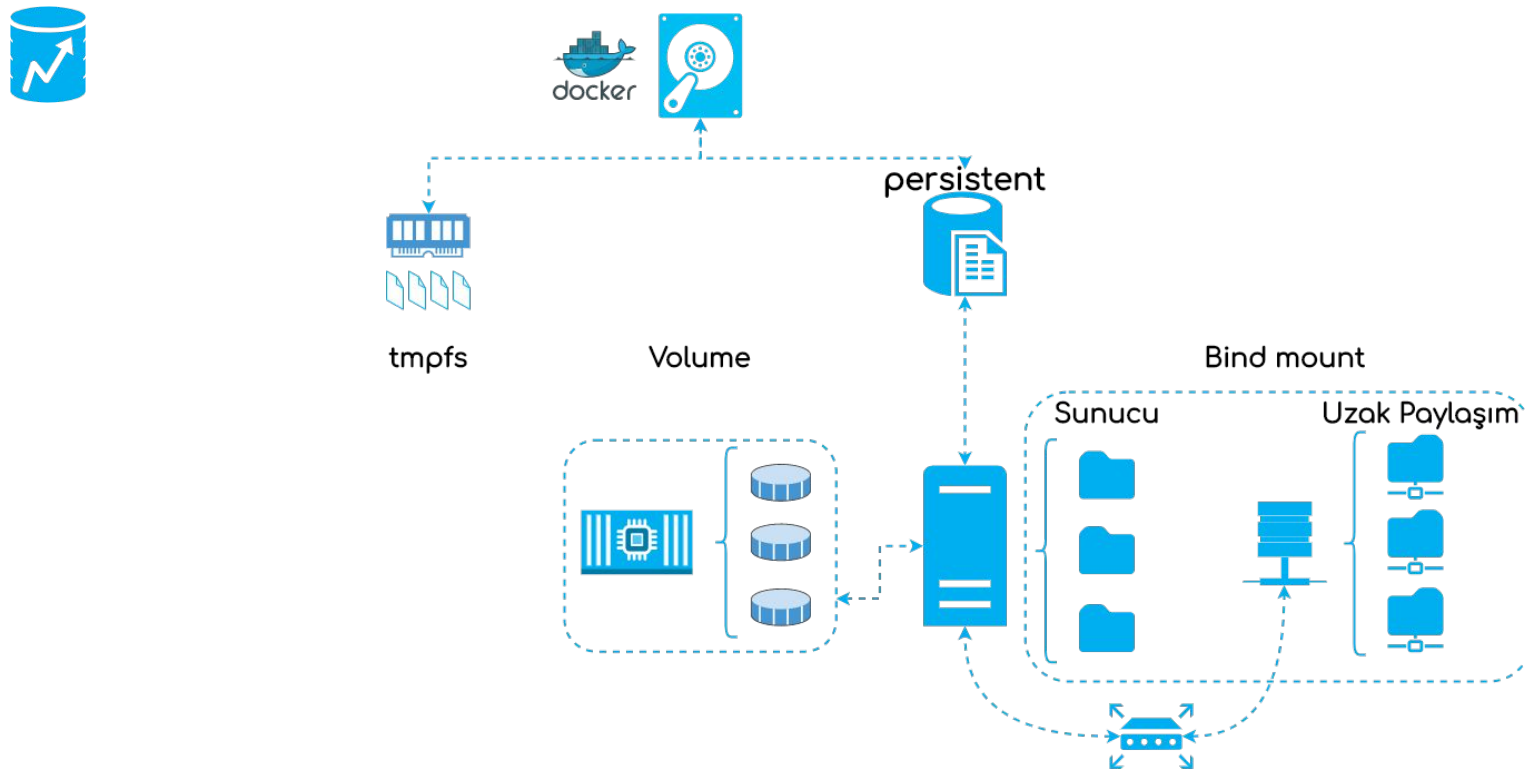 docker
persistent
tmpfs
Volume
Bind mount
Sunucu
Uzak Paylaşım